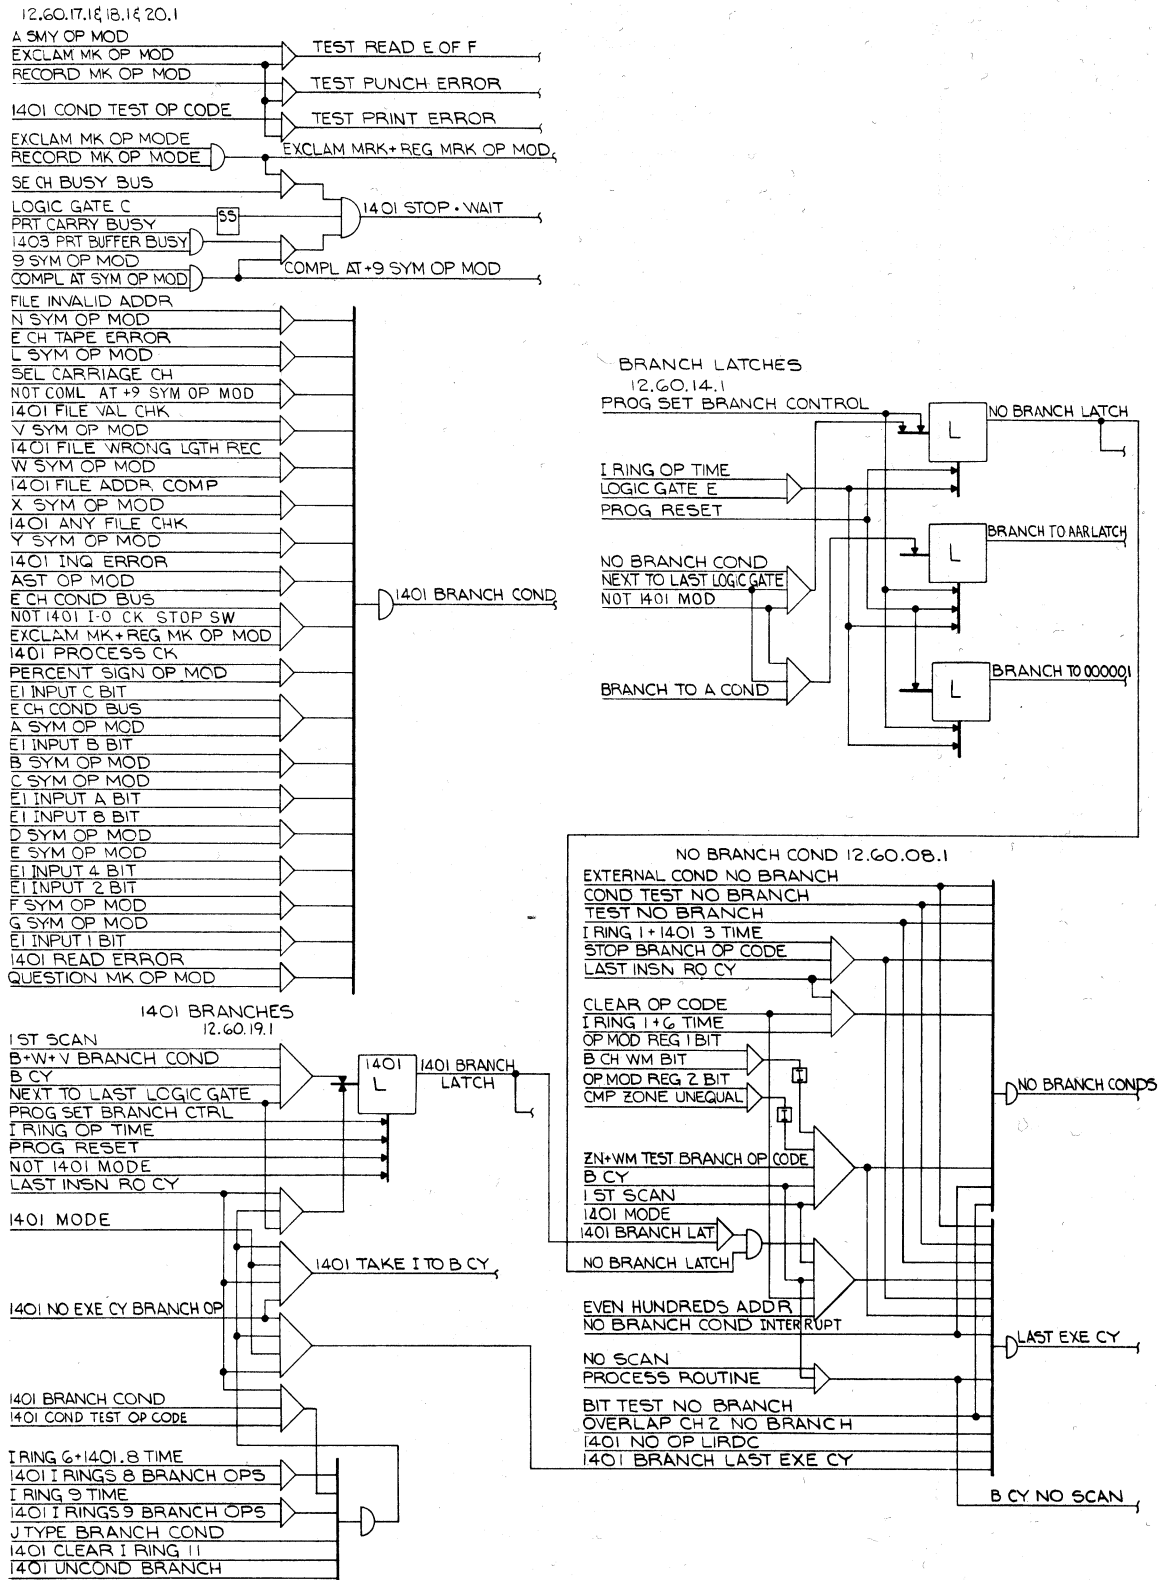 12.60.17.1&18.1&20.1
A SMY OP MOD
EXCLAM MK OP MOD
RECORD MK OP MOD
1401 COND TEST OP CODE
EXCLAM MK OP MODE
RECORD MK OP MODE
SE CH BUSY BUS
LOGIC GATE C
SS
PRT CARRY BUSY
1403 PRT BUFFER BUSY
9 SYM OP MOD
COMPL AT SYM OP MOD
TEST READ E OF F
TEST PUNCH ERROR
TEST PRINT ERROR
EXCLAM MRK+REG MRK OP MOD
1401 STOP • WAIT
COMPL AT+9 SYM OP MOD
FILE INVALID ADDR
N SYM OP MOD
E CH TAPE ERROR
L SYM OP MOD
SEL CARRIAGE CH
NOT COML AT +9 SYM OP MOD
1401 FILE VAL CHK
V SYM OP MOD
1401 FILE WRONG LGTH REC
W SYM OP MOD
1401 FILE ADDR COMP
X SYM OP MOD
1401 ANY FILE CHK
Y SYM OP MOD
1401 INQ ERROR
AST OP MOD
E CH COND BUS
NOT 1401 I-O CK STOP SW
EXCLAM MK+REG MK OP MOD
1401 PROCESS CK
PERCENT SIGN OP MOD
EI INPUT C BIT
E CH COND BUS
A SYM OP MOD
EI INPUT B BIT
B SYM OP MOD
C SYM OP MOD
EI INPUT A BIT
EI INPUT 8 BIT
D SYM OP MOD
E SYM OP MOD
EI INPUT 4 BIT
EI INPUT 2 BIT
F SYM OP MOD
G SYM OP MOD
EI INPUT 1 BIT
1401 READ ERROR
QUESTION MK OP MOD
1401 BRANCH COND
BRANCH LATCHES
12.60.14.1
PROG SET BRANCH CONTROL
I RING OP TIME
LOGIC GATE E
PROG RESET
NO BRANCH COND
NEXT TO LAST LOGIC GATE
NOT 1401 MOD
BRANCH TO A COND
L
NO BRANCH LATCH
L
BRANCH TO AAR LATCH
L
BRANCH TO 000001
1401 BRANCHES
12.60.19.1
1ST SCAN
B+W+V BRANCH COND
B CY
NEXT TO LAST LOGIC GATE
PROG SET BRANCH CTRL
I RING OP TIME
PROG RESET
NOT 1401 MODE
LAST INSN RO CY
1401 MODE
1401 NO EXE CY BRANCH OP
1401 BRANCH COND
1401 COND TEST OP CODE
I RING 6+1401.8 TIME
1401 I RINGS 8 BRANCH OPS
I RING 9 TIME
1401 I RINGS 9 BRANCH OPS
J TYPE BRANCH COND
1401 CLEAR I RING 11
1401 UNCOND BRANCH
1401
L
1401 BRANCH
LATCH
1401 TAKE I TO B CY
NO BRANCH COND 12.60.08.1
EXTERNAL COND NO BRANCH
COND TEST NO BRANCH
TEST NO BRANCH
I RING 1+1401 3 TIME
STOP BRANCH OP CODE
LAST INSN RO CY
CLEAR OP CODE
I RING 1+6 TIME
OP MOD REG 1 BIT
B CH WM BIT
OP MOD REG 2 BIT
CMP ZONE UNEQUAL
I
I
ZN+WM TEST BRANCH OP CODE
B CY
1 ST SCAN
1401 MODE
1401 BRANCH LAT
NO BRANCH LATCH
EVEN HUNDREDS ADDR
NO BRANCH COND INTERRUPT
NO SCAN
PROCESS ROUTINE
BIT TEST NO BRANCH
OVERLAP CH 2 NO BRANCH
1401 NO OP LIRDC
1401 BRANCH LAST EXE CY
NO BRANCH CONDS
LAST EXE CY
B CY NO SCAN